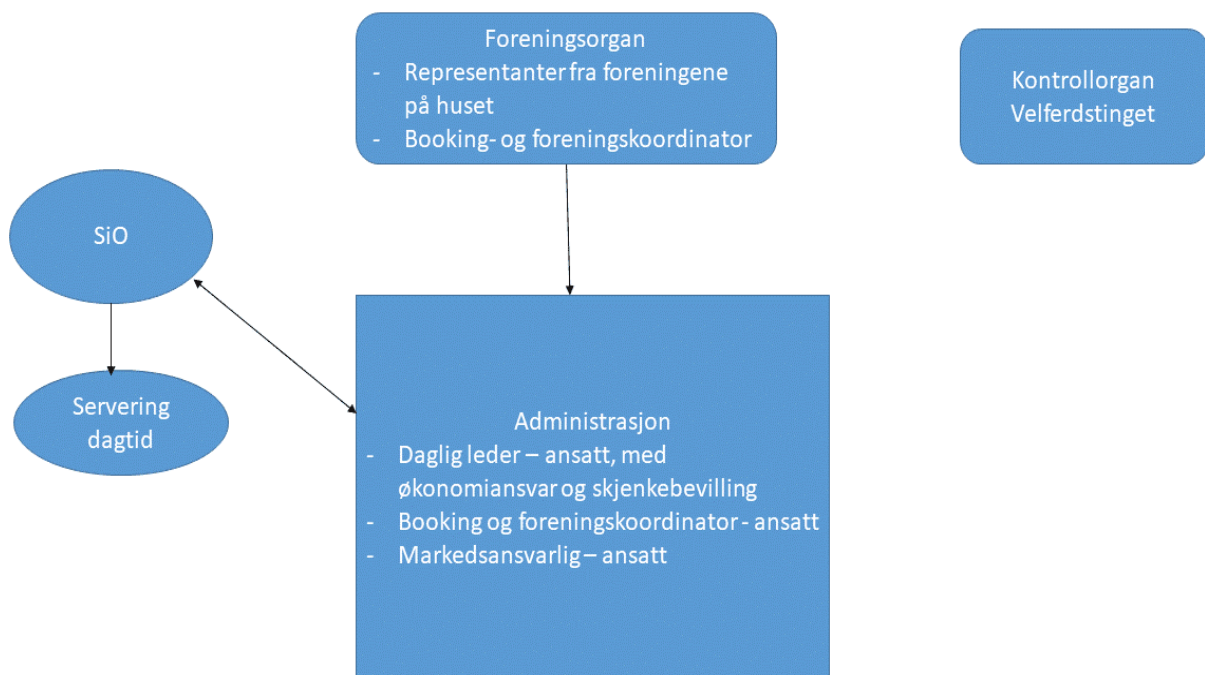 Foreningsorgan
- Representanter fra foreningene
på huset
- Booking- og foreningskoordinator
Kontrollorgan
Velferdstinget
SiO
Servering
dagtid
Administrasjon
- Daglig leder – ansatt, med
økonomiansvar og skjenkebevilling
- Booking og foreningskoordinator - ansatt
- Markedsansvarlig – ansatt